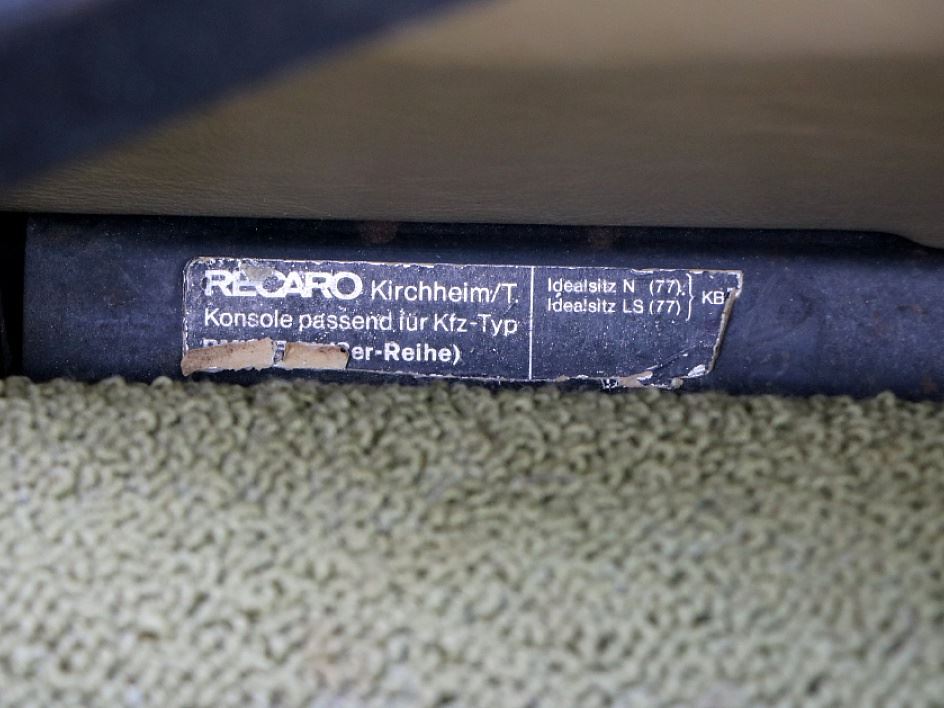 RECARO Kirchheim/T.
Konsole passend für Kfz-Typ
er-Reihe)
Idealsitz N (77)
Idealsitz LS (77)
KB